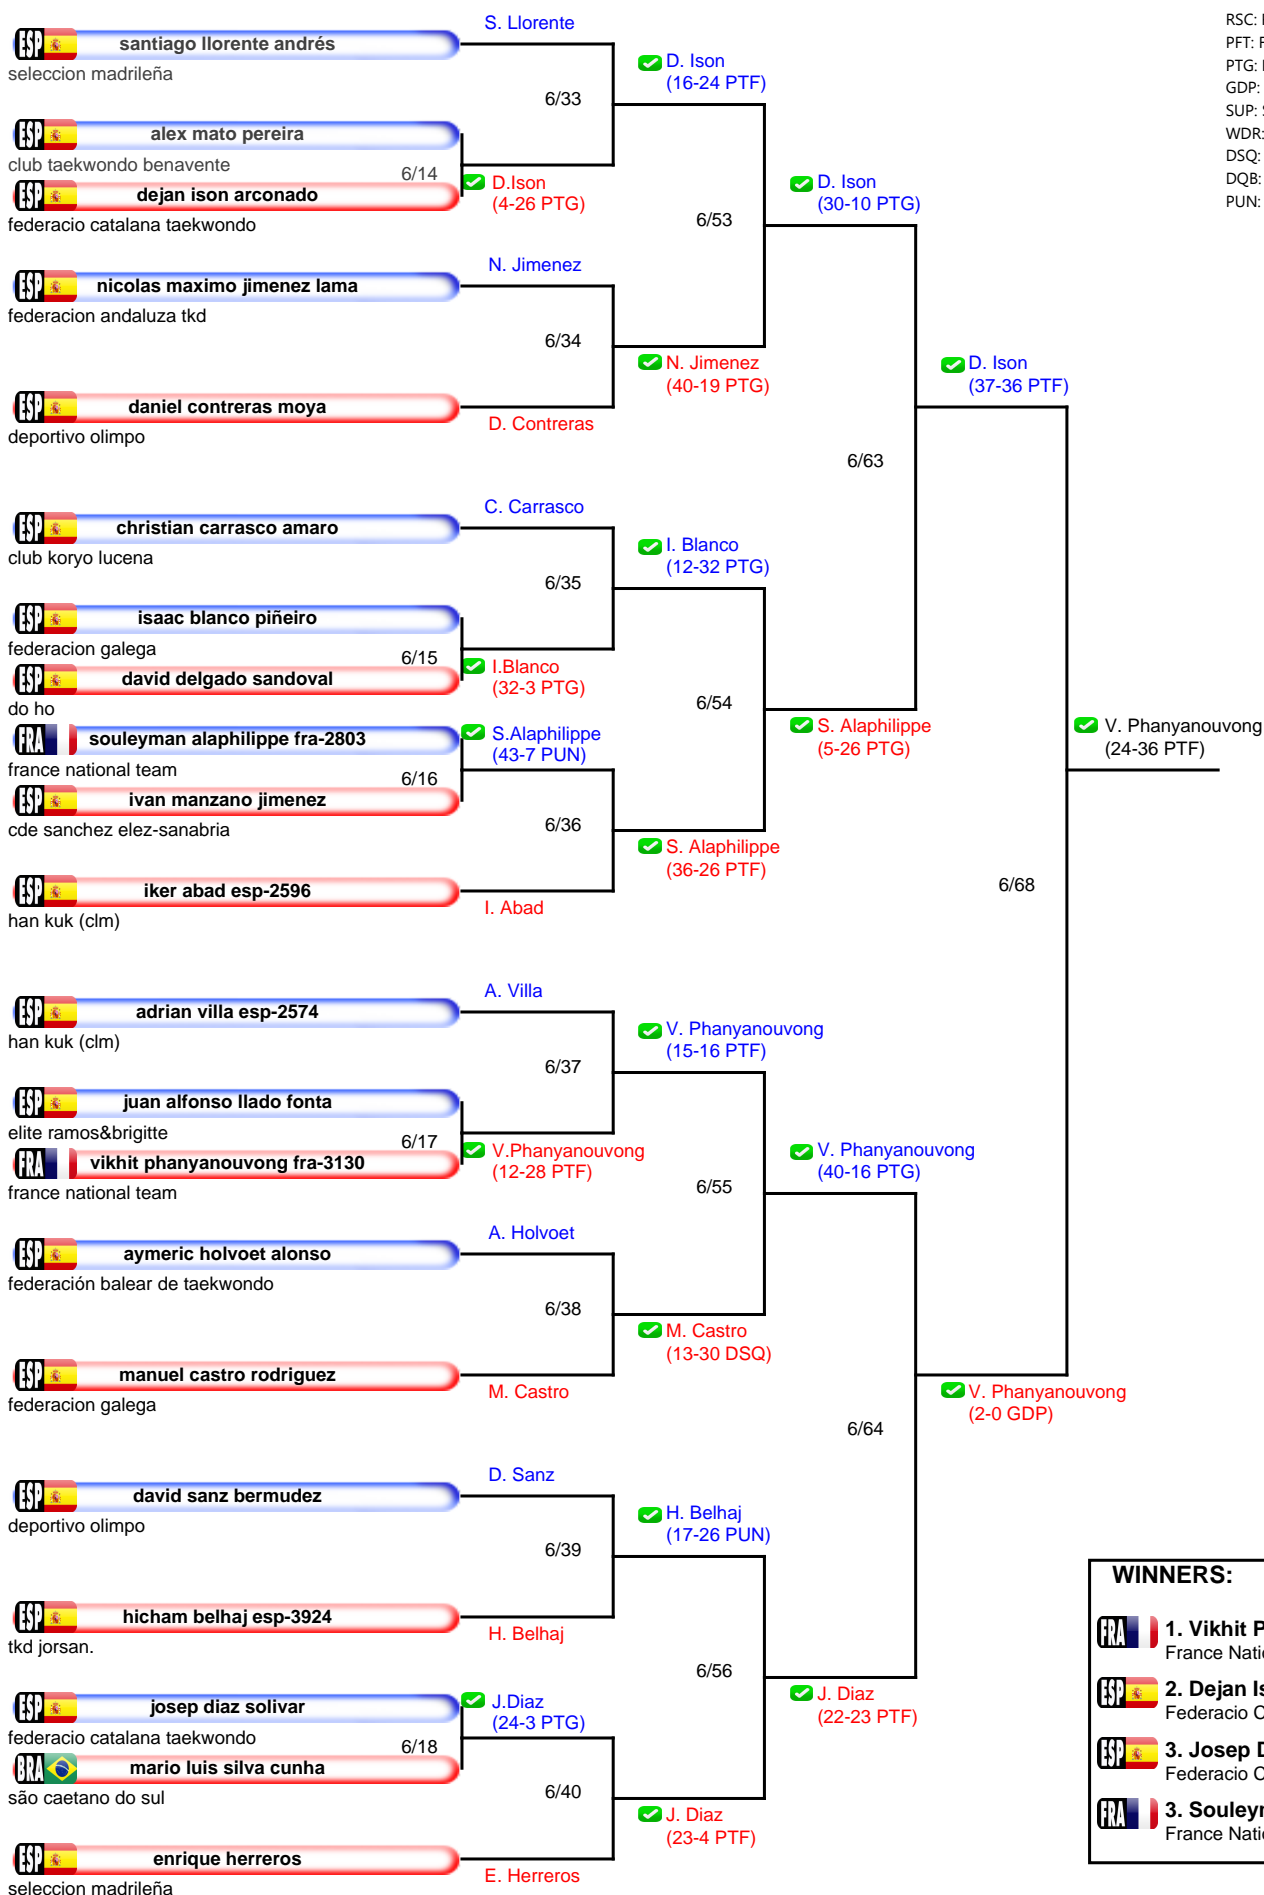 S. Llorente
ESP santiago llorente andrés
seleccion madrileña
D. Ison
(16-24 PTF)
6/33
ESP alex mato pereira
club taekwondo benavente
6/14
ESP dejan ison arconado
federacio catalana taekwondo
D.Ison
(4-26 PTG)
D. Ison
(30-10 PTG)
6/53
N. Jimenez
ESP nicolas maximo jimenez lama
federacion andaluza tkd
6/34
N. Jimenez
(40-19 PTG)
ESP daniel contreras moya
deportivo olimpo
D. Contreras
D. Ison
(37-36 PTF)
6/63
C. Carrasco
ESP christian carrasco amaro
club koryo lucena
I. Blanco
(12-32 PTG)
6/35
ESP isaac blanco piñeiro
federacion galega
6/15
ESP david delgado sandoval
do ho
I.Blanco
(32-3 PTG)
6/54
FRA souleyman alaphilippe fra-2803
france national team
S.Alaphilippe
(43-7 PUN)
S. Alaphilippe
(5-26 PTG)
6/16
ESP ivan manzano jimenez
cde sanchez elez-sanabria
6/36
S. Alaphilippe
(36-26 PTF)
ESP iker abad esp-2596
han kuk (clm)
I. Abad
V. Phanyanouvong
(24-36 PTF)
6/68
A. Villa
ESP adrian villa esp-2574
han kuk (clm)
V. Phanyanouvong
(15-16 PTF)
6/37
ESP juan alfonso llado fonta
elite ramos&brigitte
6/17
FRA vikhit phanyanouvong fra-3130
france national team
V.Phanyanouvong
(12-28 PTF)
V. Phanyanouvong
(40-16 PTG)
6/55
A. Holvoet
ESP aymeric holvoet alonso
federación balear de taekwondo
6/38
M. Castro
(13-30 DSQ)
ESP manuel castro rodriguez
federacion galega
M. Castro
V. Phanyanouvong
(2-0 GDP)
6/64
D. Sanz
ESP david sanz bermudez
deportivo olimpo
H. Belhaj
(17-26 PUN)
6/39
ESP hicham belhaj esp-3924
tkd jorsan.
H. Belhaj
6/56
ESP josep diaz solivar
federacio catalana taekwondo
J.Diaz
(24-3 PTG)
J. Diaz
(22-23 PTF)
6/18
BRA mario luis silva cunha
são caetano do sul
6/40
J. Diaz
(23-4 PTF)
ESP enrique herreros
seleccion madrileña
E. Herreros
RSC:
PFT:
PTG:
GDP:
SUP:
WDR:
DSQ:
DQB:
PUN:
WINNERS:
FRA 1. Vikhit
France
ESP 2. Dejan
Federacio
ESP 3. Josep
Federacio
FRA 3.
France